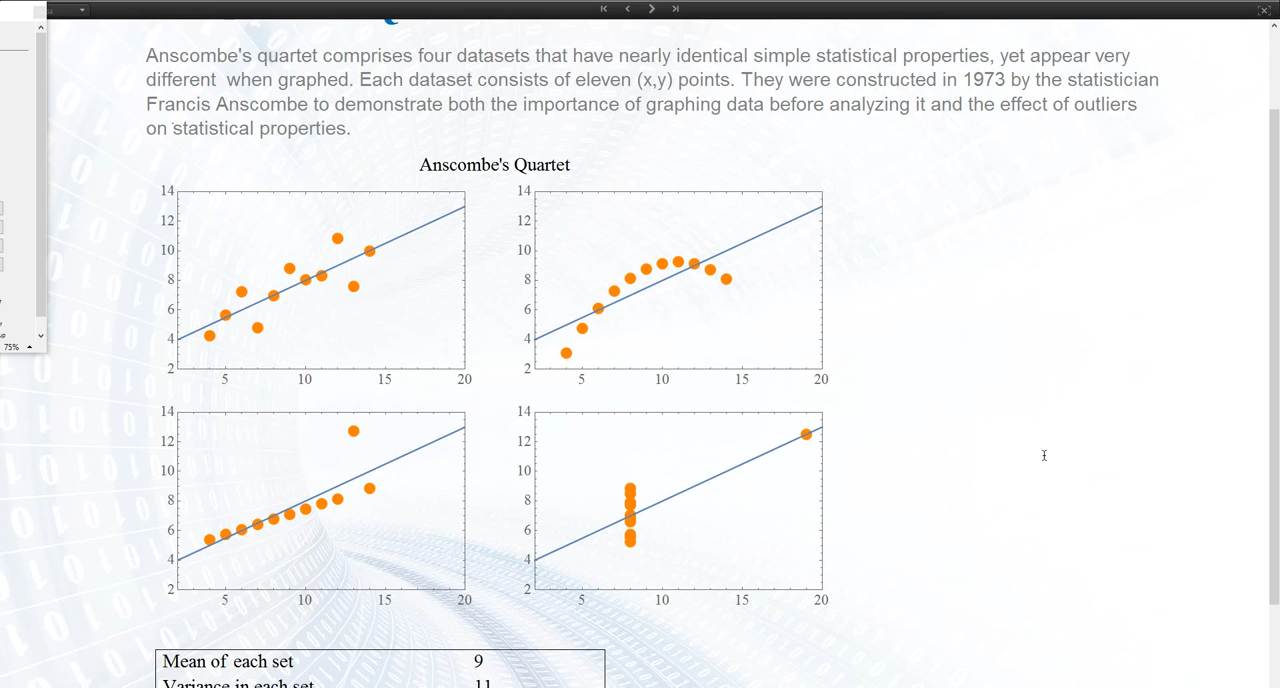 Anscombe's quartet comprises four datasets that have nearly identical simple statistical properties, yet appear very
different when graphed. Each dataset consists of eleven (x,y) points. They were constructed in 1973 by the statistician
Francis Anscombe to demonstrate both the importance of graphing data before analyzing it and the effect of outliers
on statistical properties.
Anscombe's Quartet
14
12
10
8
6
4
2
5 10 15 20
14
12
10
8
6
4
2
5 10 15 20
14
12
10
8
6
4
2
5 10 15 20
14
12
10
8
6
4
2
5 10 15 20
75%
Mean of each set 9
Variance in each set 11